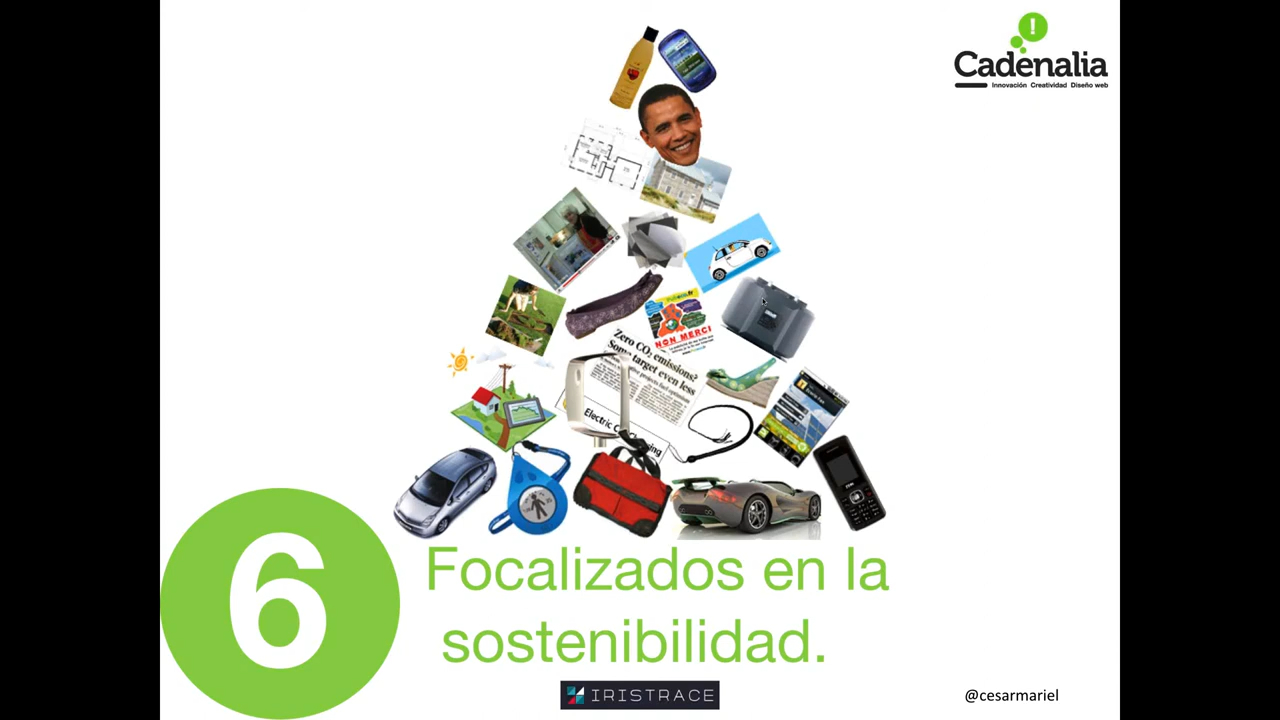 !
Cadenalia
Innovación Creatividad Diseño web
NON MERCI
Zero CO₂ emissions?
Some target even less
Electric
6
Focalizados en la
sostenibilidad.
IRISTRACE
@cesarmariel